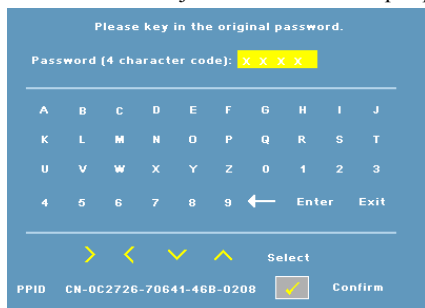 Please key in the original password.
Password (4 character code): X X X X
A B C D E F G H I J
K L M N O P Q R S T
U V W X Y Z 0 1 2 3
4 5 6 7 8 9 ← Enter Exit
> < ∨ ∧ Select
PPID CN-0C2726-70641-46B-0208 ✓ Confirm